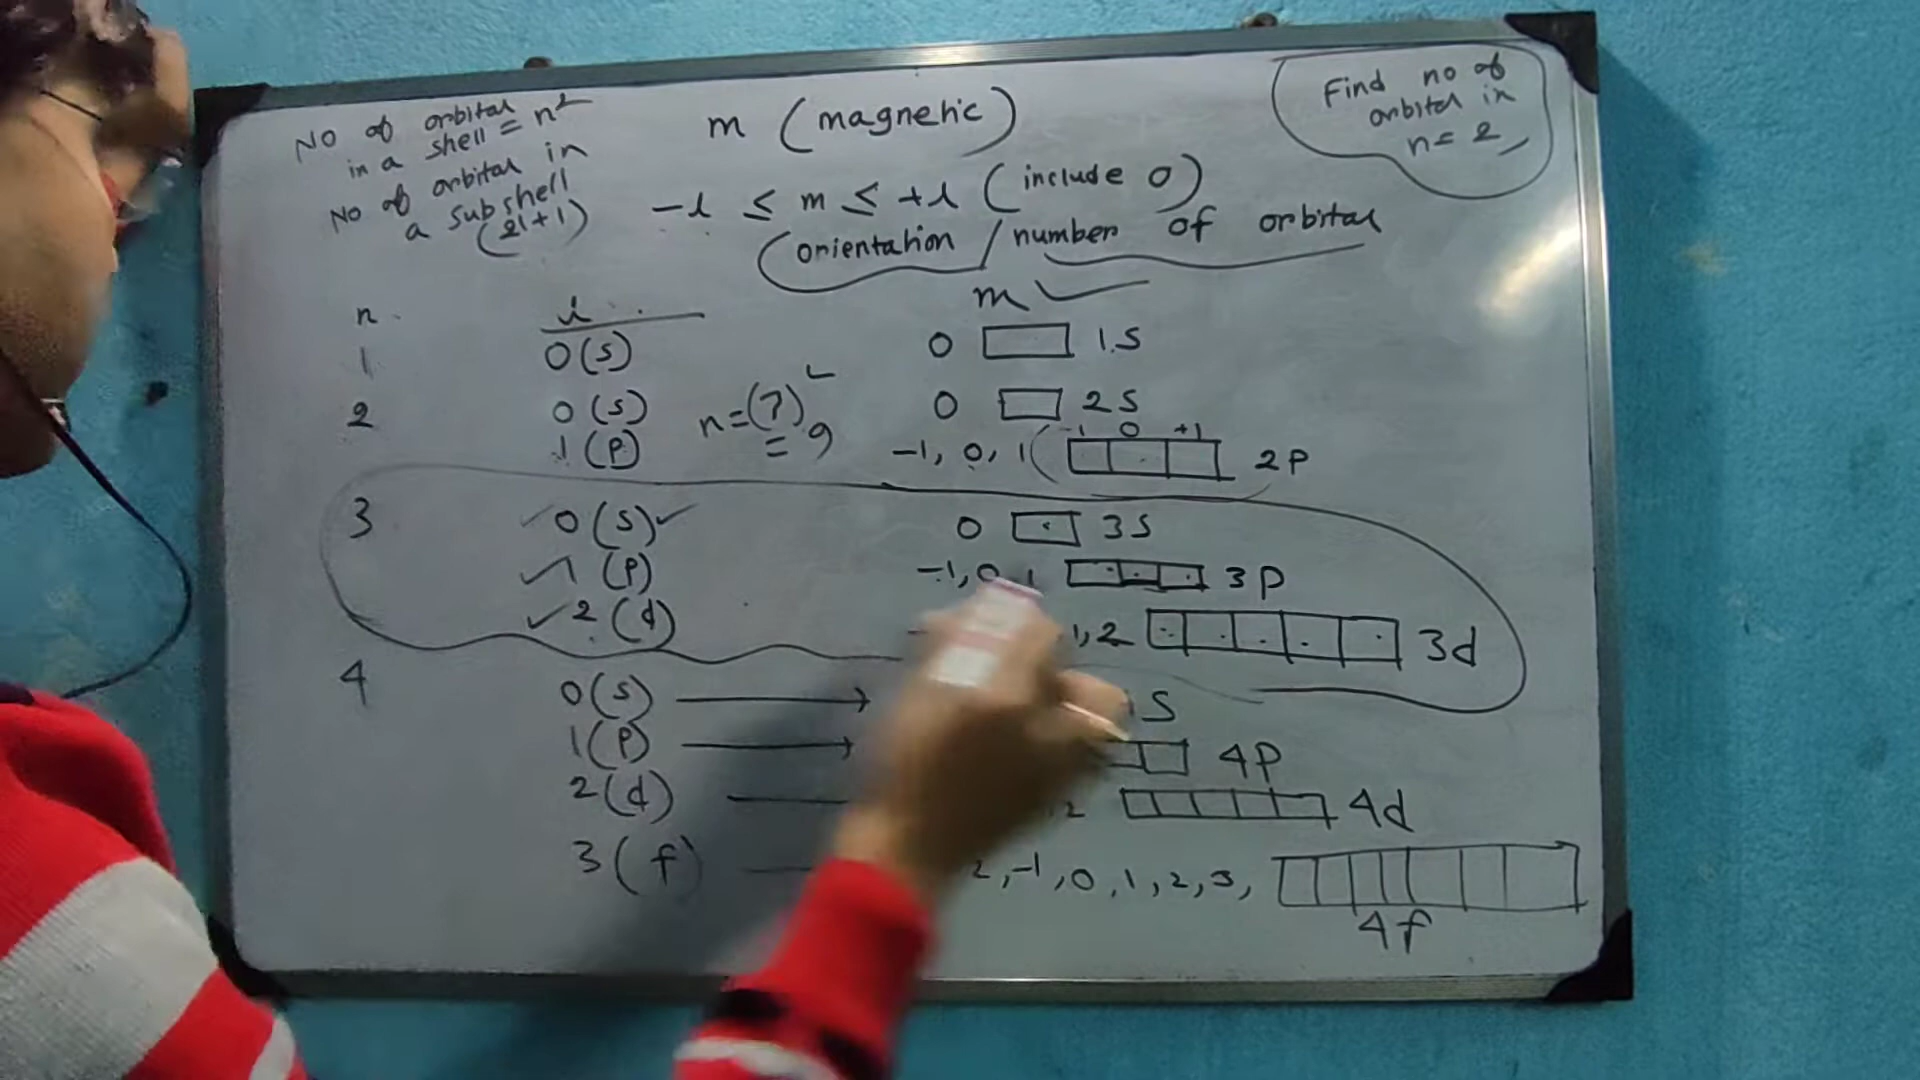 No of orbital
in a shell = n²
No of orbital in
a subshell
(2l+1)
m (magnetic)
-l ≤ m ≤ +l (include 0)
(orientation / number of orbital
Find no of
orbital in
n = 2
n l m
1 0(s) 0 1s
2 0(s) 0 2s
-1 0 +1
1(p) -1, 0, 1 2p
n=(3)²
= 9
3 0(s) 0 3s
1(p) -1, 0, 1 3p
2(d) 1, 2 3d
4 0(s) s
1(p) 4p
2(d) 2 4d
3(f) 2, -1, 0, 1, 2, 3,
4f